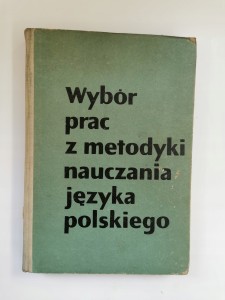 Wybór
prac
z metodyki
nauczania
języka
polskiego